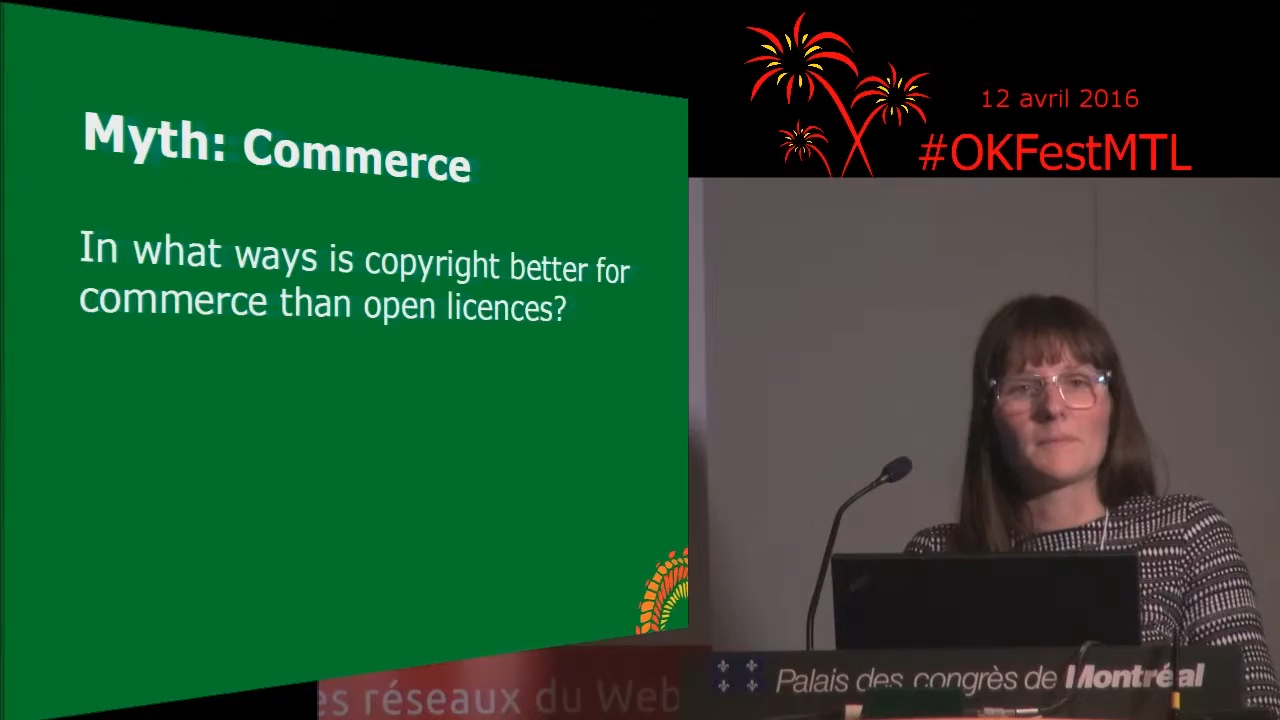 Myth: Commerce
In what ways is copyright better for
commerce than open licences?
12 avril 2016
#OKFestMTL
es réseaux du Web
Palais des congrès de Montréal